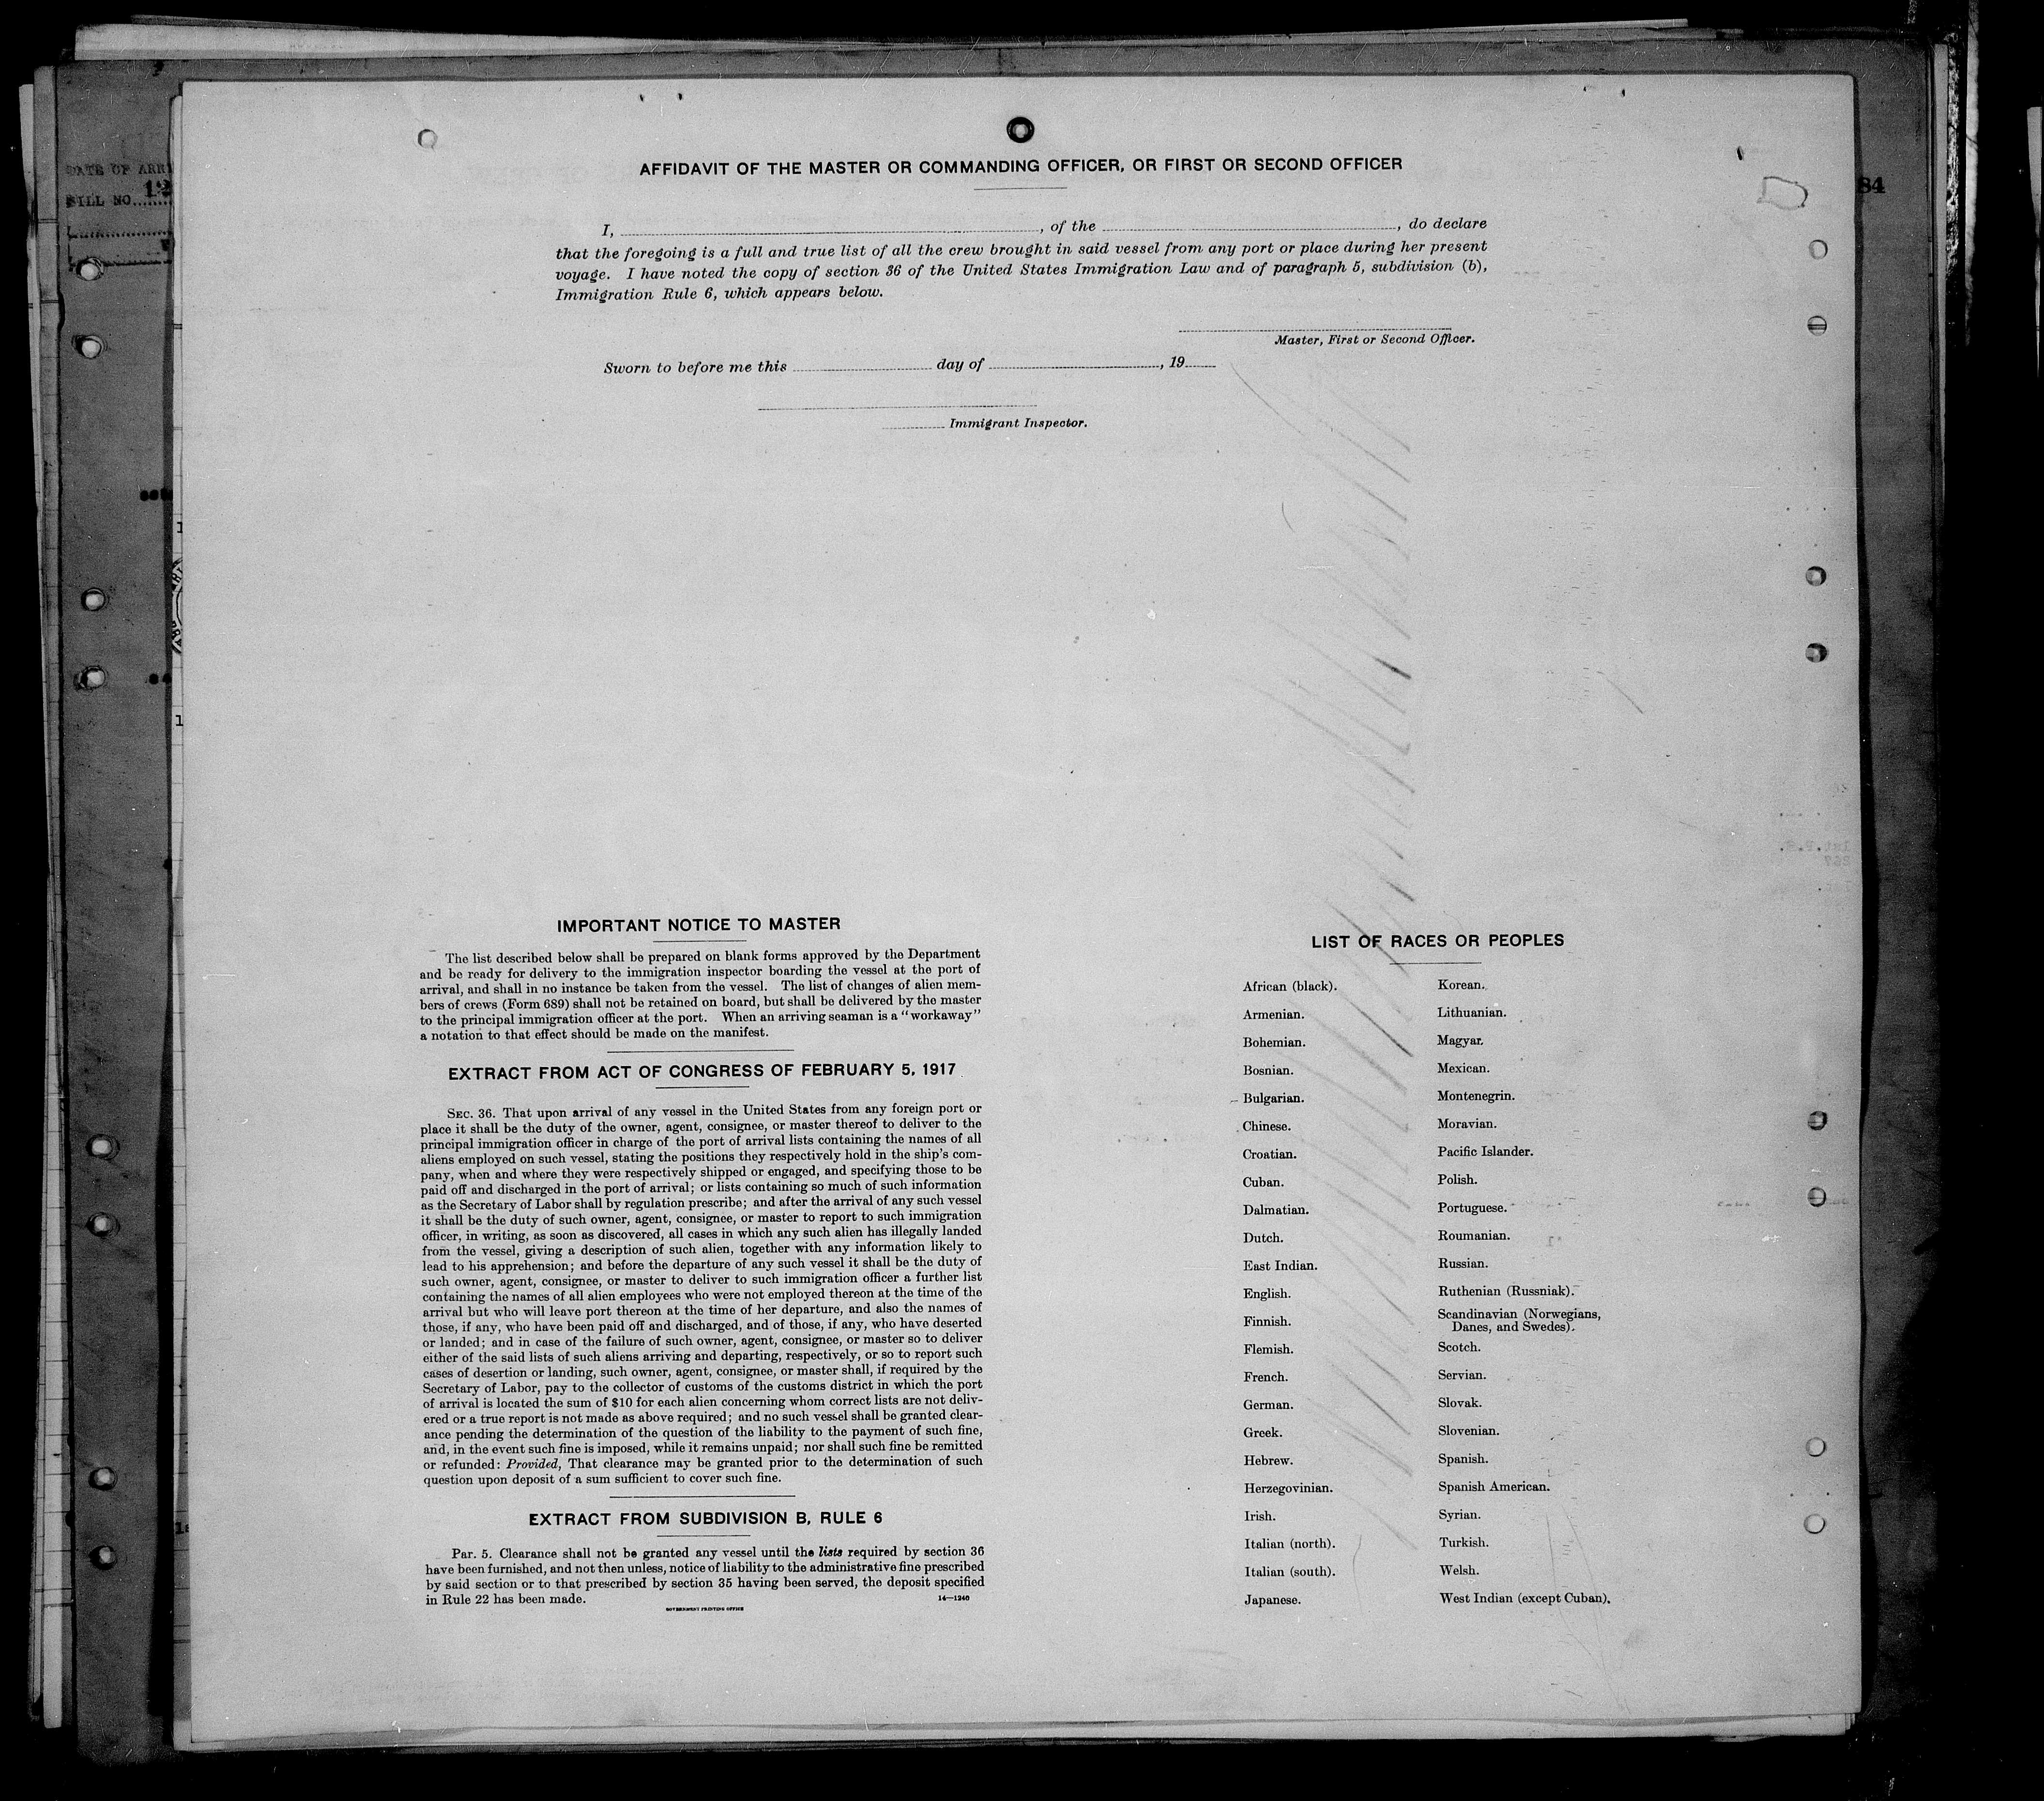 DATE OF ARR
BILL NO. 12
84
AFFIDAVIT OF THE MASTER OR COMMANDING OFFICER, OR FIRST OR SECOND OFFICER
I, , of the , do declare
that the foregoing is a full and true list of all the crew brought in said vessel from any port or place during her present
voyage. I have noted the copy of section 36 of the United States Immigration Law and of paragraph 5, subdivision (b),
Immigration Rule 6, which appears below.
Master, First or Second Officer.
Sworn to before me this day of , 19
Immigrant Inspector.
IMPORTANT NOTICE TO MASTER
The list described below shall be prepared on blank forms approved by the Department
and be ready for delivery to the immigration inspector boarding the vessel at the port of
arrival, and shall in no instance be taken from the vessel. The list of changes of alien mem-
bers of crews (Form 689) shall not be retained on board, but shall be delivered by the master
to the principal immigration officer at the port. When an arriving seaman is a "workaway"
a notation to that effect should be made on the manifest.
EXTRACT FROM ACT OF CONGRESS OF FEBRUARY 5, 1917
SEC. 36. That upon arrival of any vessel in the United States from any foreign port or
place it shall be the duty of the owner, agent, consignee, or master thereof to deliver to the
principal immigration officer in charge of the port of arrival lists containing the names of all
aliens employed on such vessel, stating the positions they respectively hold in the ship's com-
pany, when and where they were respectively shipped or engaged, and specifying those to be
paid off and discharged in the port of arrival; or lists containing so much of such information
as the Secretary of Labor shall by regulation prescribe; and after the arrival of any such vessel
it shall be the duty of such owner, agent, consignee, or master to report to such immigration
officer, in writing, as soon as discovered, all cases in which any such alien has illegally landed
from the vessel, giving a description of such alien, together with any information likely to
lead to his apprehension; and before the departure of any such vessel it shall be the duty of
such owner, agent, consignee, or master to deliver to such immigration officer a further list
containing the names of all alien employees who were not employed thereon at the time of the
arrival but who will leave port thereon at the time of her departure, and also the names of
those, if any, who have been paid off and discharged, and of those, if any, who have deserted
or landed; and in case of the failure of such owner, agent, consignee, or master so to deliver
either of the said lists of such aliens arriving and departing, respectively, or so to report such
cases of desertion or landing, such owner, agent, consignee, or master shall, if required by the
Secretary of Labor, pay to the collector of customs of the customs district in which the port
of arrival is located the sum of $10 for each alien concerning whom correct lists are not deliv-
ered or a true report is not made as above required; and no such vessel shall be granted clear-
ance pending the determination of the question of the liability to the payment of such fine,
and, in the event such fine is imposed, while it remains unpaid; nor shall such fine be remitted
or refunded: Provided, That clearance may be granted prior to the determination of such
question upon deposit of a sum sufficient to cover such fine.
EXTRACT FROM SUBDIVISION B, RULE 6
Par. 5. Clearance shall not be granted any vessel until the lists required by section 36
have been furnished, and not then unless, notice of liability to the administrative fine prescribed
by said section or to that prescribed by section 35 having been served, the deposit specified
in Rule 22 has been made.
14—1240
GOVERNMENT PRINTING OFFICE
LIST OF RACES OR PEOPLES
African (black).
Armenian.
Bohemian.
Bosnian.
Bulgarian.
Chinese.
Croatian.
Cuban.
Dalmatian.
Dutch.
East Indian.
English.
Finnish.
Flemish.
French.
German.
Greek.
Hebrew.
Herzegovinian.
Irish.
Italian (north).
Italian (south).
Japanese.
Korean.
Lithuanian.
Magyar.
Mexican.
Montenegrin.
Moravian.
Pacific Islander.
Polish.
Portuguese.
Roumanian.
Russian.
Ruthenian (Russniak).
Scandinavian (Norwegians,
Danes, and Swedes).
Scotch.
Servian.
Slovak.
Slovenian.
Spanish.
Spanish American.
Syrian.
Turkish.
Welsh.
West Indian (except Cuban).